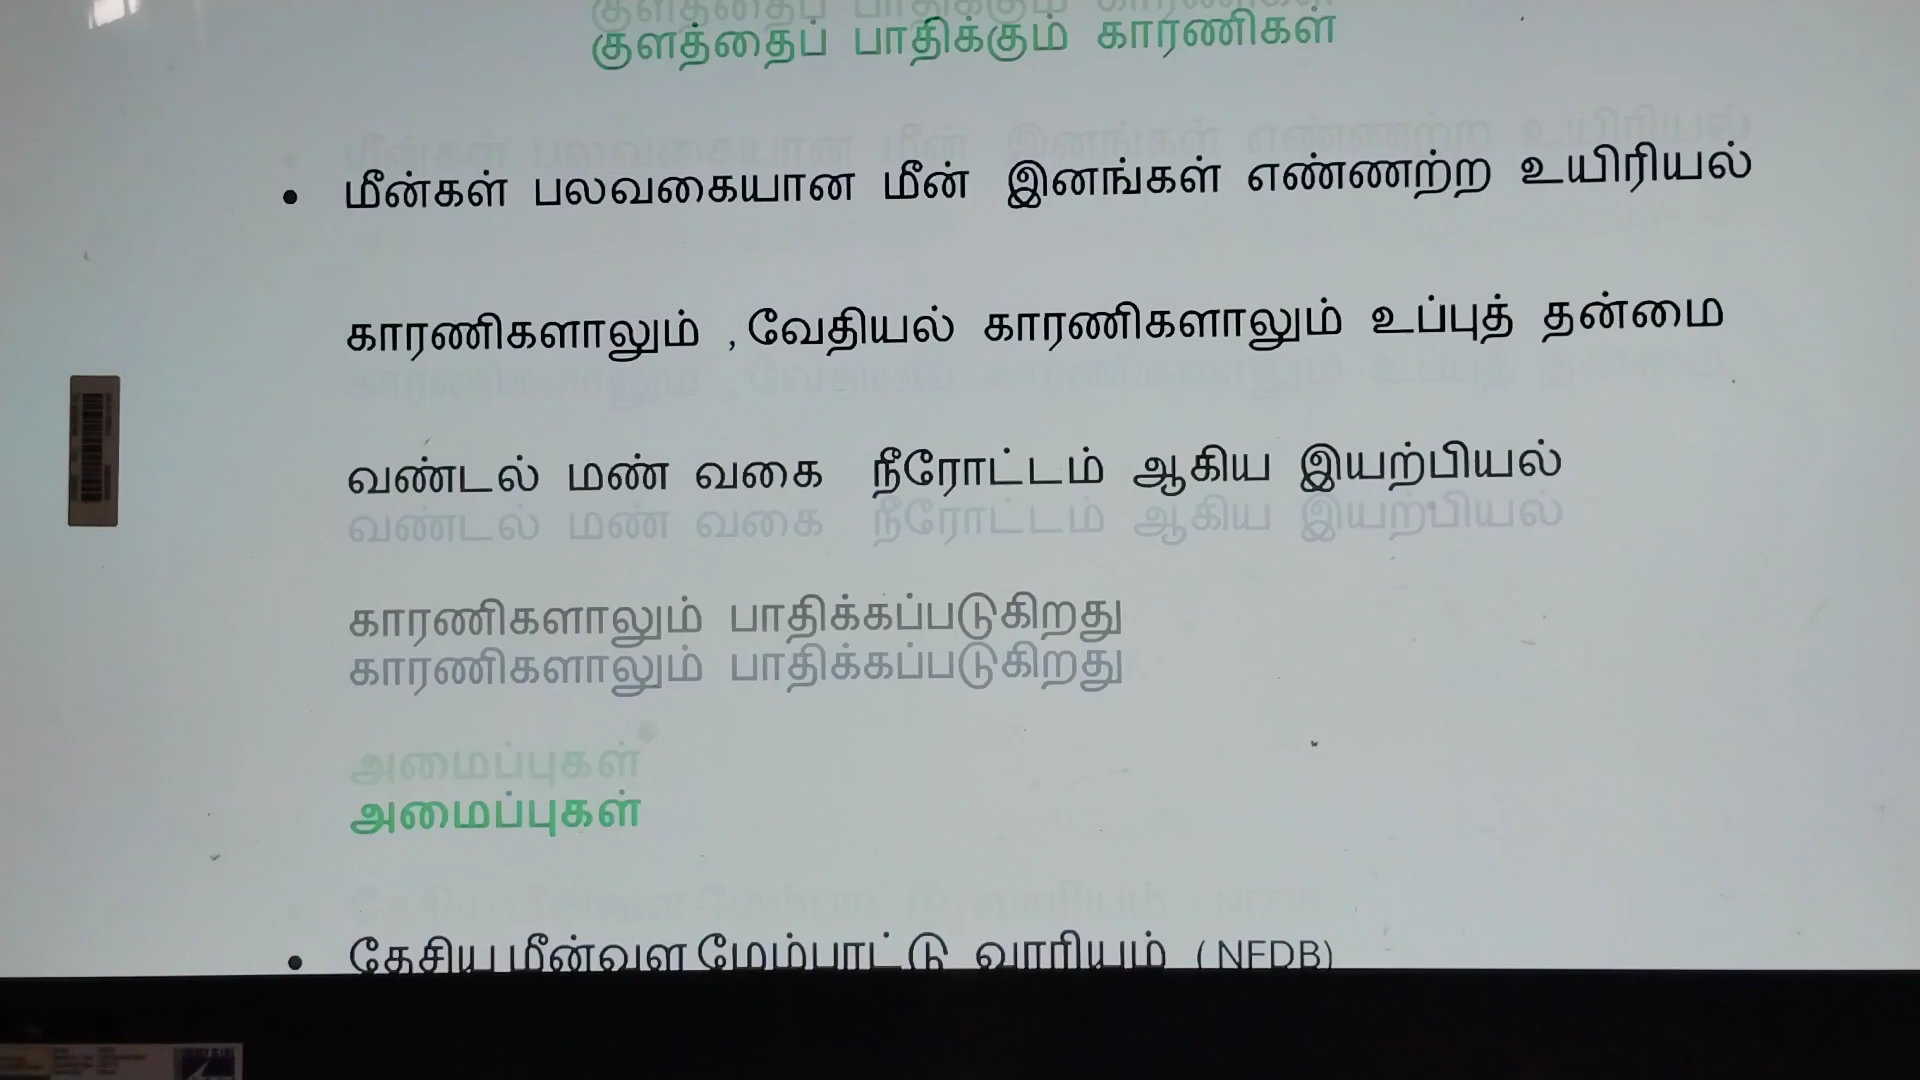 குளத்தைப் பாதிக்கும் காரணிகள்
• மீன்கள் பலவகையான மீன் இனங்கள் எண்ணற்ற உயிரியல்
காரணிகளாலும் ,வேதியல் காரணிகளாலும் உப்புத் தன்மை
வண்டல் மண் வகை நீரோட்டம் ஆகிய இயற்பியல்
காரணிகளாலும் பாதிக்கப்படுகிறது
அமைப்புகள்
• தேசிய மீன்வள மேம்பாட்டு வாரியம் (NFDB)